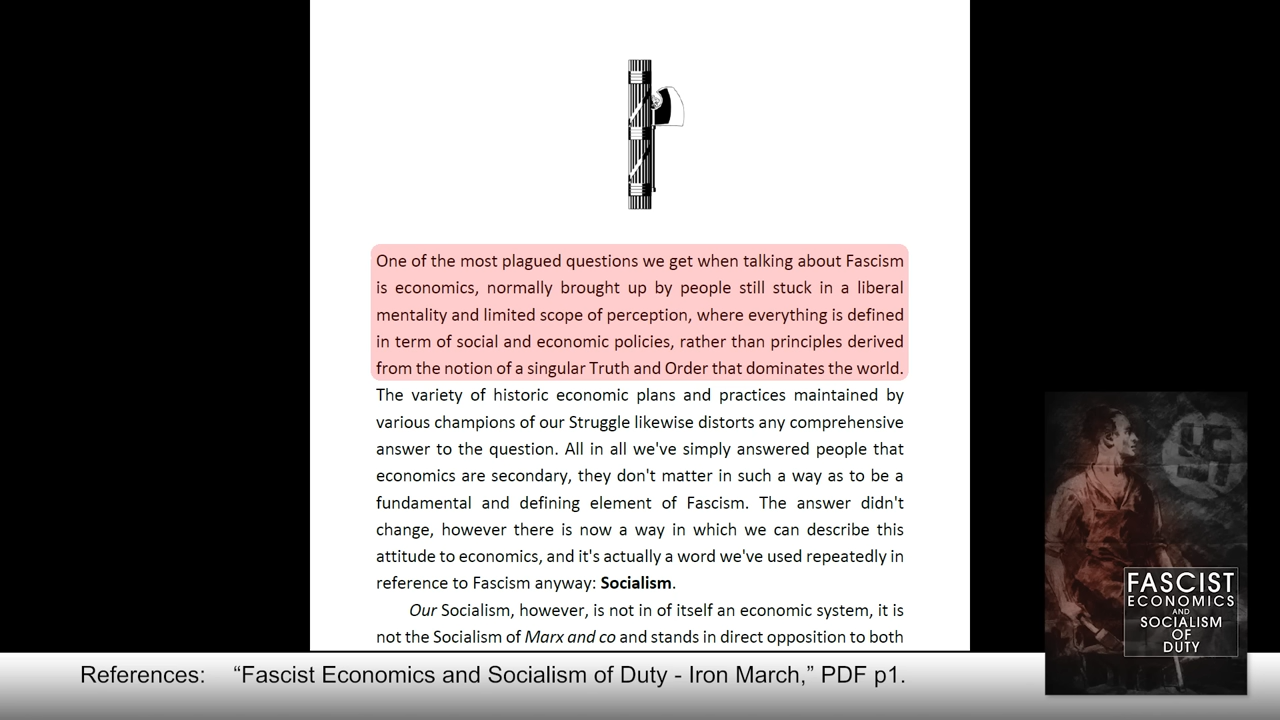 One of the most plagued questions we get when talking about Fascism
is economics, normally brought up by people still stuck in a liberal
mentality and limited scope of perception, where everything is defined
in term of social and economic policies, rather than principles derived
from the notion of a singular Truth and Order that dominates the world.
The variety of historic economic plans and practices maintained by
various champions of our Struggle likewise distorts any comprehensive
answer to the question. All in all we've simply answered people that
economics are secondary, they don't matter in such a way as to be a
fundamental and defining element of Fascism. The answer didn't
change, however there is now a way in which we can describe this
attitude to economics, and it's actually a word we've used repeatedly in
reference to Fascism anyway: Socialism.
Our Socialism, however, is not in of itself an economic system, it is
not the Socialism of Marx and co and stands in direct opposition to both
FASCIST
ECONOMICS
AND
SOCIALISM
OF
DUTY
References: “Fascist Economics and Socialism of Duty - Iron March,” PDF p1.